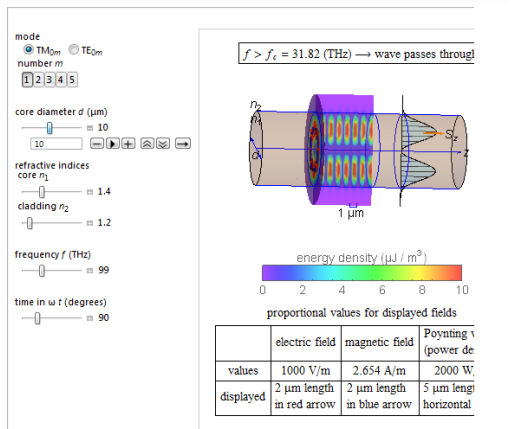 mode
TM0m TE0m
number m
1 2 3 4 5
core diameter d (μm)
10
10
refractive indices
core n1
1.4
cladding n2
1.2
frequency f (THz)
99
time in ω t (degrees)
90
f > fc = 31.82 (THz) ⟶ wave passes through
n2
n1
d
Sz
z
1 μm
energy density (μJ / m³)
0 2 4 6 8 10
proportional values for displayed fields
electric field magnetic field Poynting
(power de
values 1000 V/m 2.654 A/m 2000 W
displayed 2 μm length 2 μm length 5 μm leng
in red arrow in blue arrow horizontal